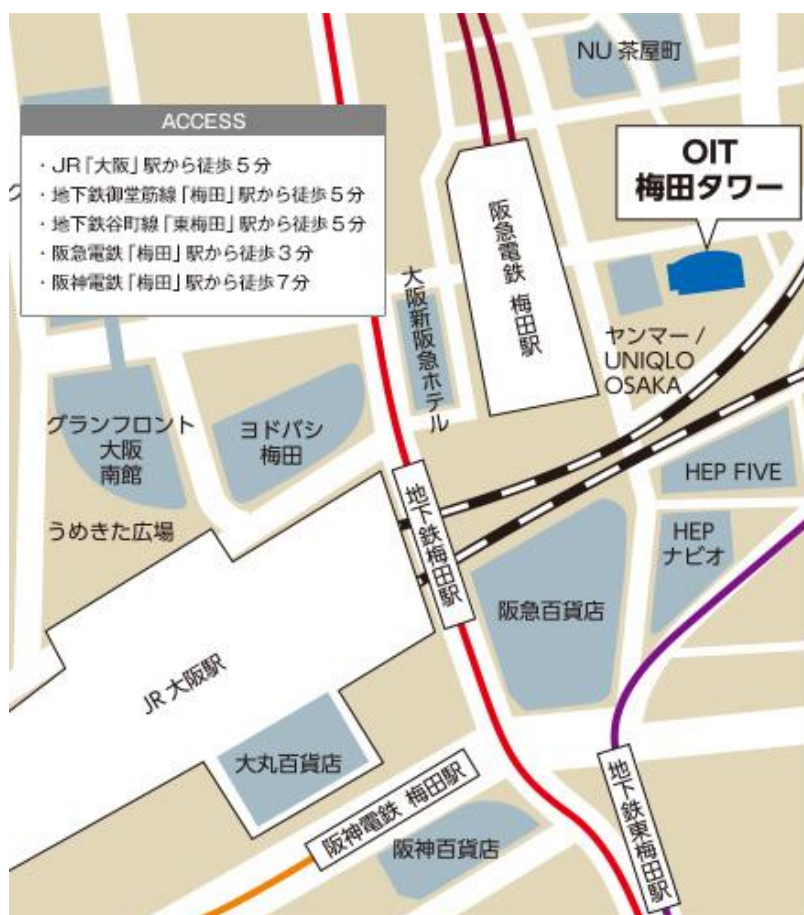 NU 茶屋町
ACCESS
・JR「大阪」駅から徒歩5分
・地下鉄御堂筋線「梅田」駅から徒歩5分
・地下鉄谷町線「東梅田」駅から徒歩5分
・阪急電鉄「梅田」駅から徒歩3分
・阪神電鉄「梅田」駅から徒歩7分
OIT
梅田タワー
阪急電鉄 梅田駅
大阪新阪急ホテル
ヤンマー/
UNIQLO
OSAKA
グランフロント
大阪
南館
ヨドバシ
梅田
うめきた広場
地下鉄梅田駅
HEP FIVE
HEP
ナビオ
阪急百貨店
JR 大阪駅
大丸百貨店
阪神電鉄 梅田駅
阪神百貨店
地下鉄東梅田駅